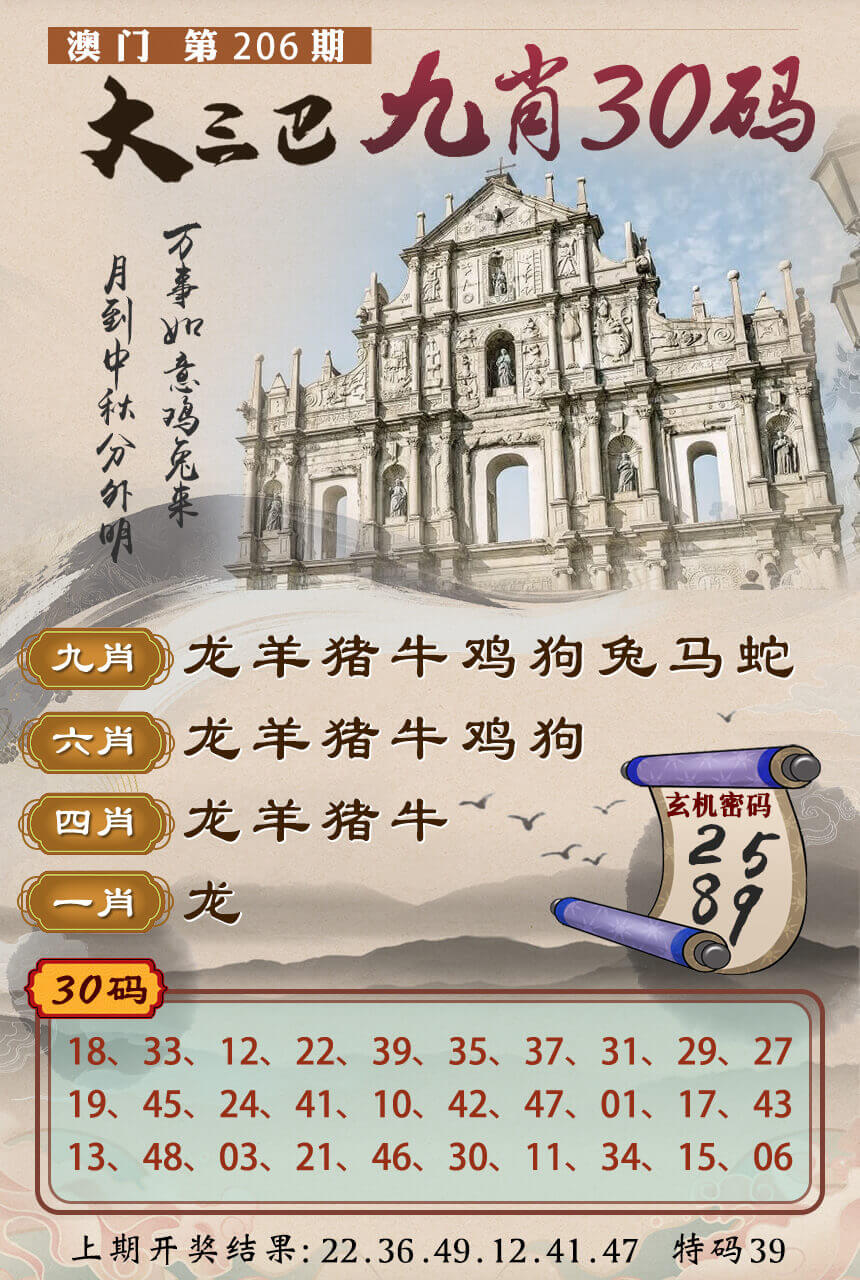 澳门 第206期
大三巴 九肖30码
万事如意鸡兔来
月到中秋分外明
九肖 龙羊猪牛鸡狗兔马蛇
六肖 龙羊猪牛鸡狗
四肖 龙羊猪牛
一肖 龙
玄机密码
25
89
30码
18、33、12、22、39、35、37、31、29、27
19、45、24、41、10、42、47、01、17、43
13、48、03、21、46、30、11、34、15、06
上期开奖结果:22.36.49.12.41.47 特码39